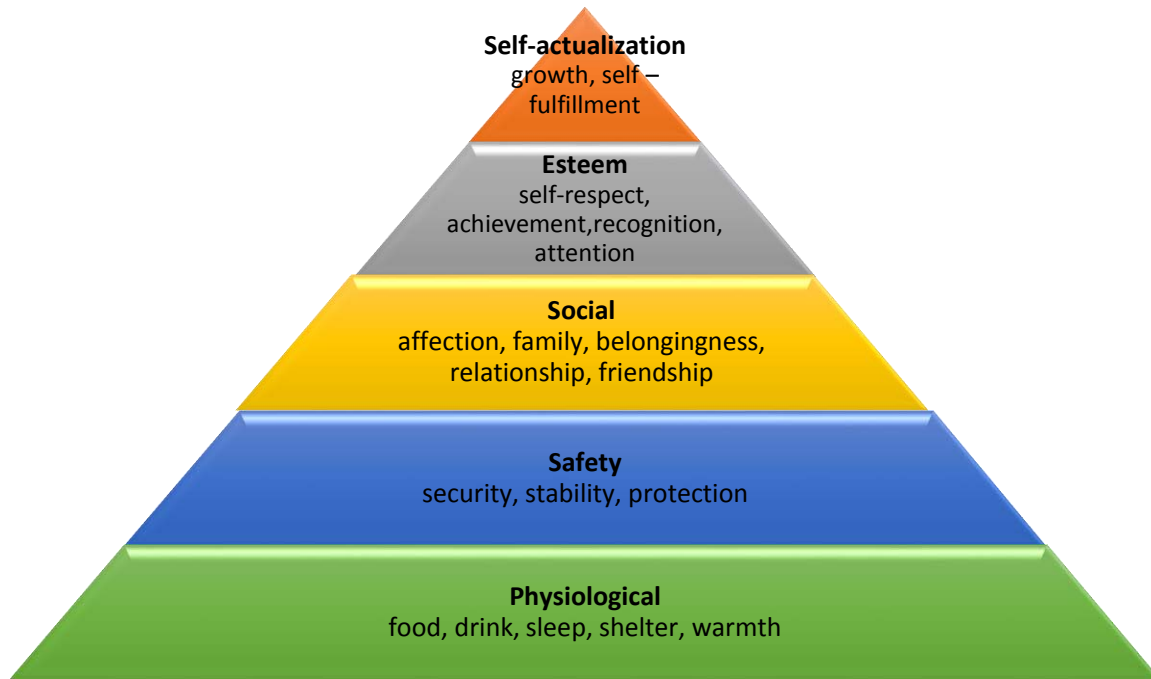 Self-actualization
growth, self –
fulfillment
Esteem
self-respect,
achievement,recognition,
attention
Social
affection, family, belongingness,
relationship, friendship
Safety
security, stability, protection
Physiological
food, drink, sleep, shelter, warmth